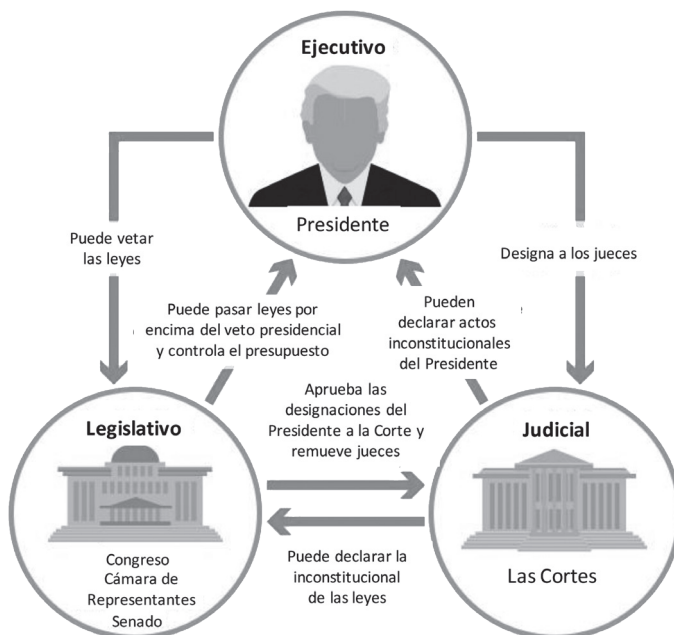 Ejecutivo
Presidente
Puede vetar
las leyes
Designa a los jueces
Puede pasar leyes por
encima del veto presidencial
y controla el presupuesto
Pueden
declarar actos
inconstitucionales
del Presidente
Legislativo
Congreso
Cámara de
Representantes
Senado
Aprueba las
designaciones del
Presidente a la Corte y
remueve jueces
Puede declarar la
inconstitucional
de las leyes
Judicial
Las Cortes